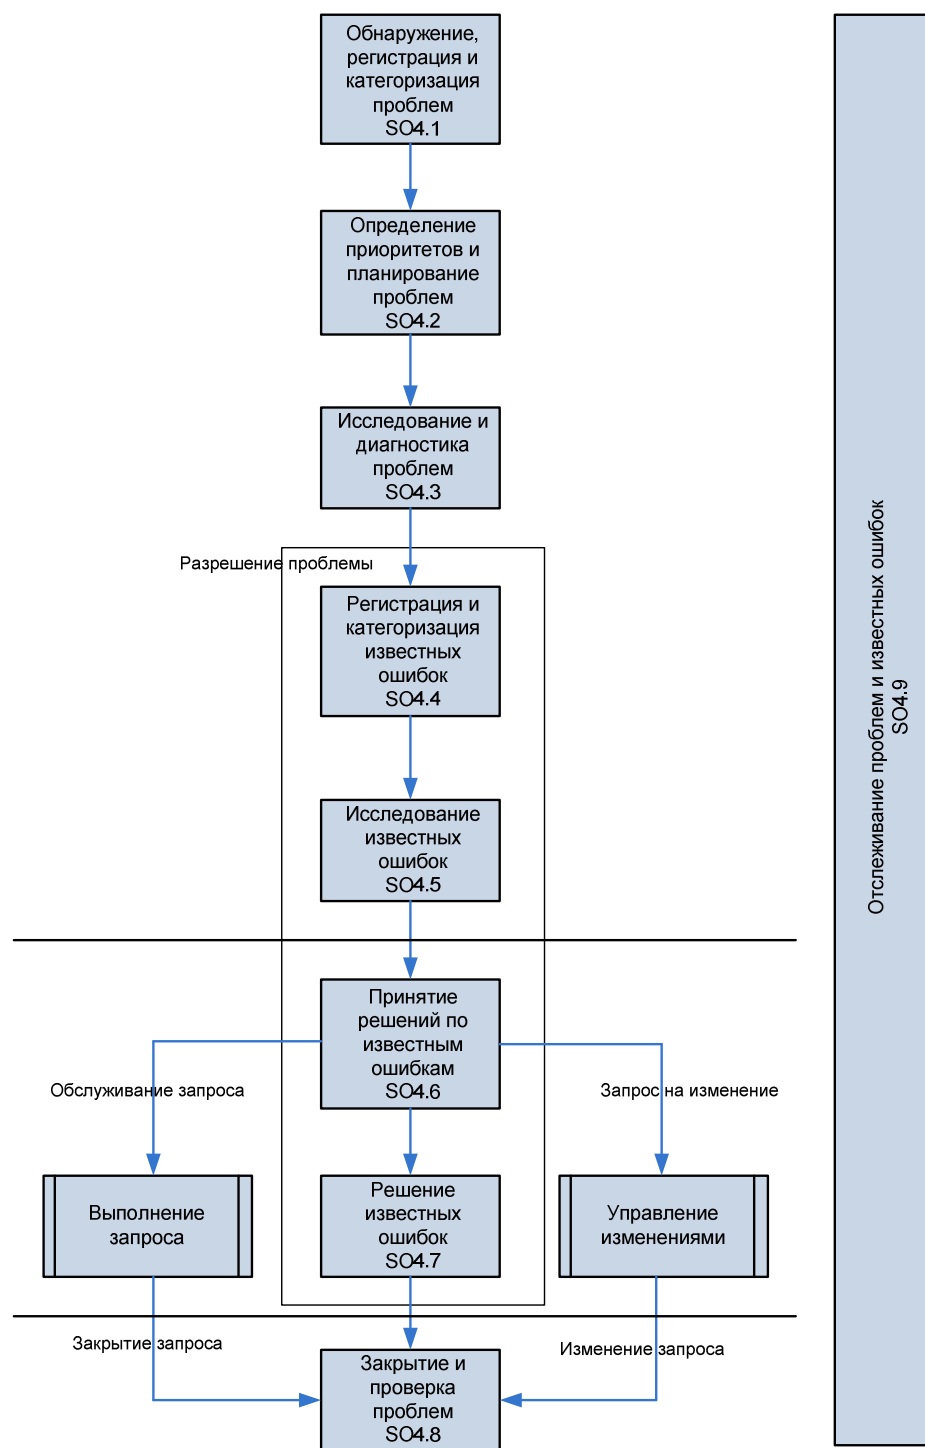 Обнаружение,
регистрация и
категоризация
проблем
SO4.1
Определение
приоритетов и
планирование
проблем
SO4.2
Исследование и
диагностика
проблем
SO4.3
Разрешение проблемы
Регистрация и
категоризация
известных
ошибок
SO4.4
Исследование
известных
ошибок
SO4.5
Принятие
решений по
известным
ошибкам
SO4.6
Обслуживание запроса
Запрос на изменение
Выполнение
запроса
Решение
известных
ошибок
SO4.7
Управление
изменениями
Закрытие запроса
Изменение запроса
Закрытие и
проверка
проблем
SO4.8
Отслеживание проблем и известных ошибок
SO4.9